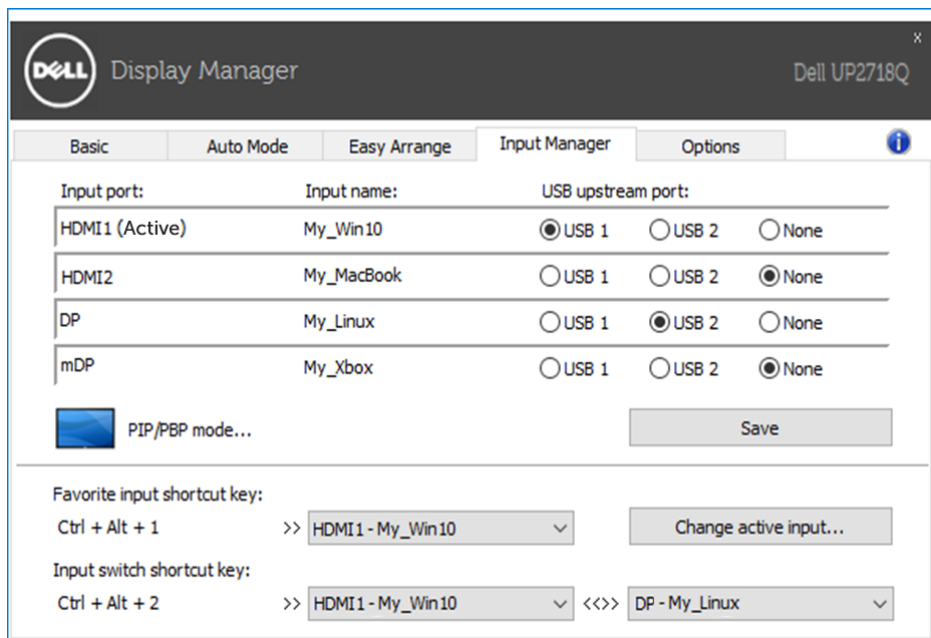 x
DELL Display Manager Dell UP2718Q
Basic Auto Mode Easy Arrange Input Manager Options i
Input port: Input name: USB upstream port:
HDMI1 (Active) My_Win10 USB 1 USB 2 None
HDMI2 My_MacBook USB 1 USB 2 None
DP My_Linux USB 1 USB 2 None
mDP My_Xbox USB 1 USB 2 None
PIP/PBP mode... Save
Favorite input shortcut key:
Ctrl + Alt + 1 >> HDMI1 - My_Win10 Change active input...
Input switch shortcut key:
Ctrl + Alt + 2 >> HDMI1 - My_Win10 <<>> DP - My_Linux